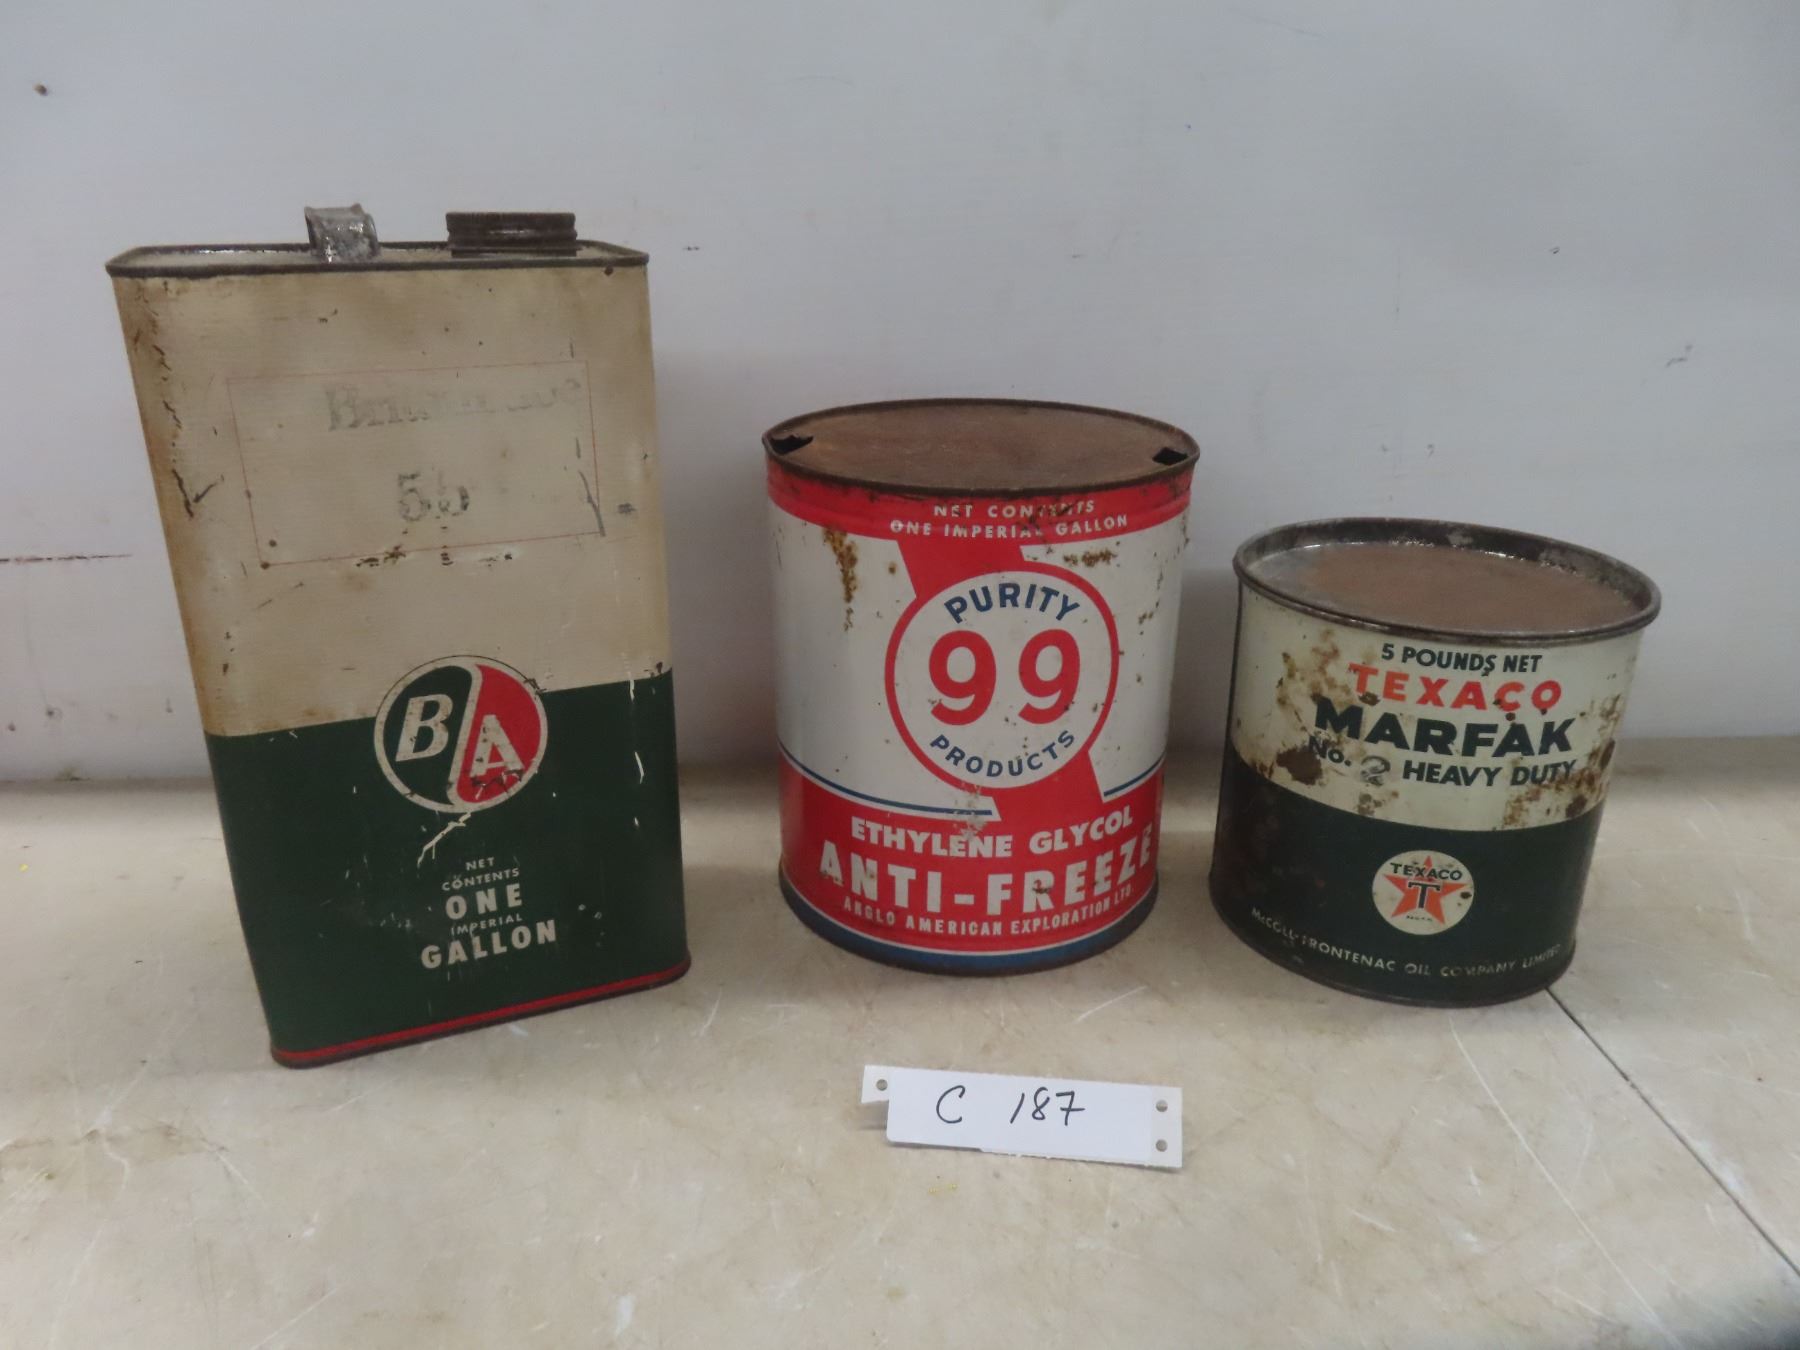 55
B/A
NET
CONTENTS
ONE
IMPERIAL
GALLON
NET CONTENTS
ONE IMPERIAL GALLON
PURITY
99
PRODUCTS
ETHYLENE GLYCOL
ANTI-FREEZE
ANGLO AMERICAN EXPLORATION LTD.
5 POUNDS NET
TEXACO
MARFAK
No. 2 HEAVY DUTY
TEXACO
T
McCOLL-FRONTENAC OIL COMPANY LIMITED
C 187